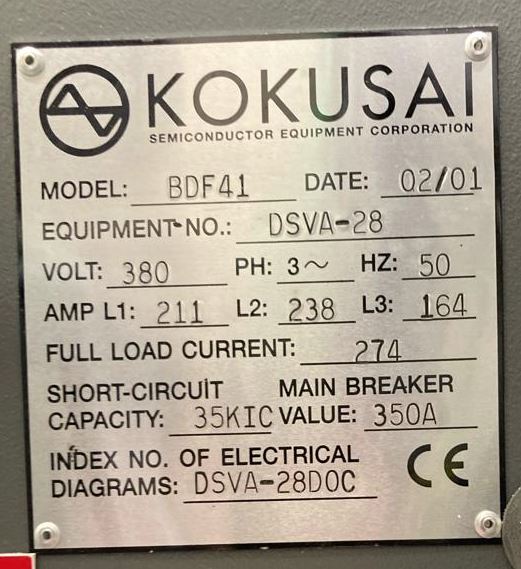 KOKUSAI
SEMICONDUCTOR EQUIPMENT CORPORATION
MODEL: BDF41 DATE: 02/01
EQUIPMENT NO.: DSVA-28
VOLT: 380 PH: 3~ HZ: 50
AMP L1: 211 L2: 238 L3: 164
FULL LOAD CURRENT: 274
SHORT-CIRCUIT MAIN BREAKER
CAPACITY: 35KIC VALUE: 350A
INDEX NO. OF ELECTRICAL CE
DIAGRAMS: DSVA-28DOC